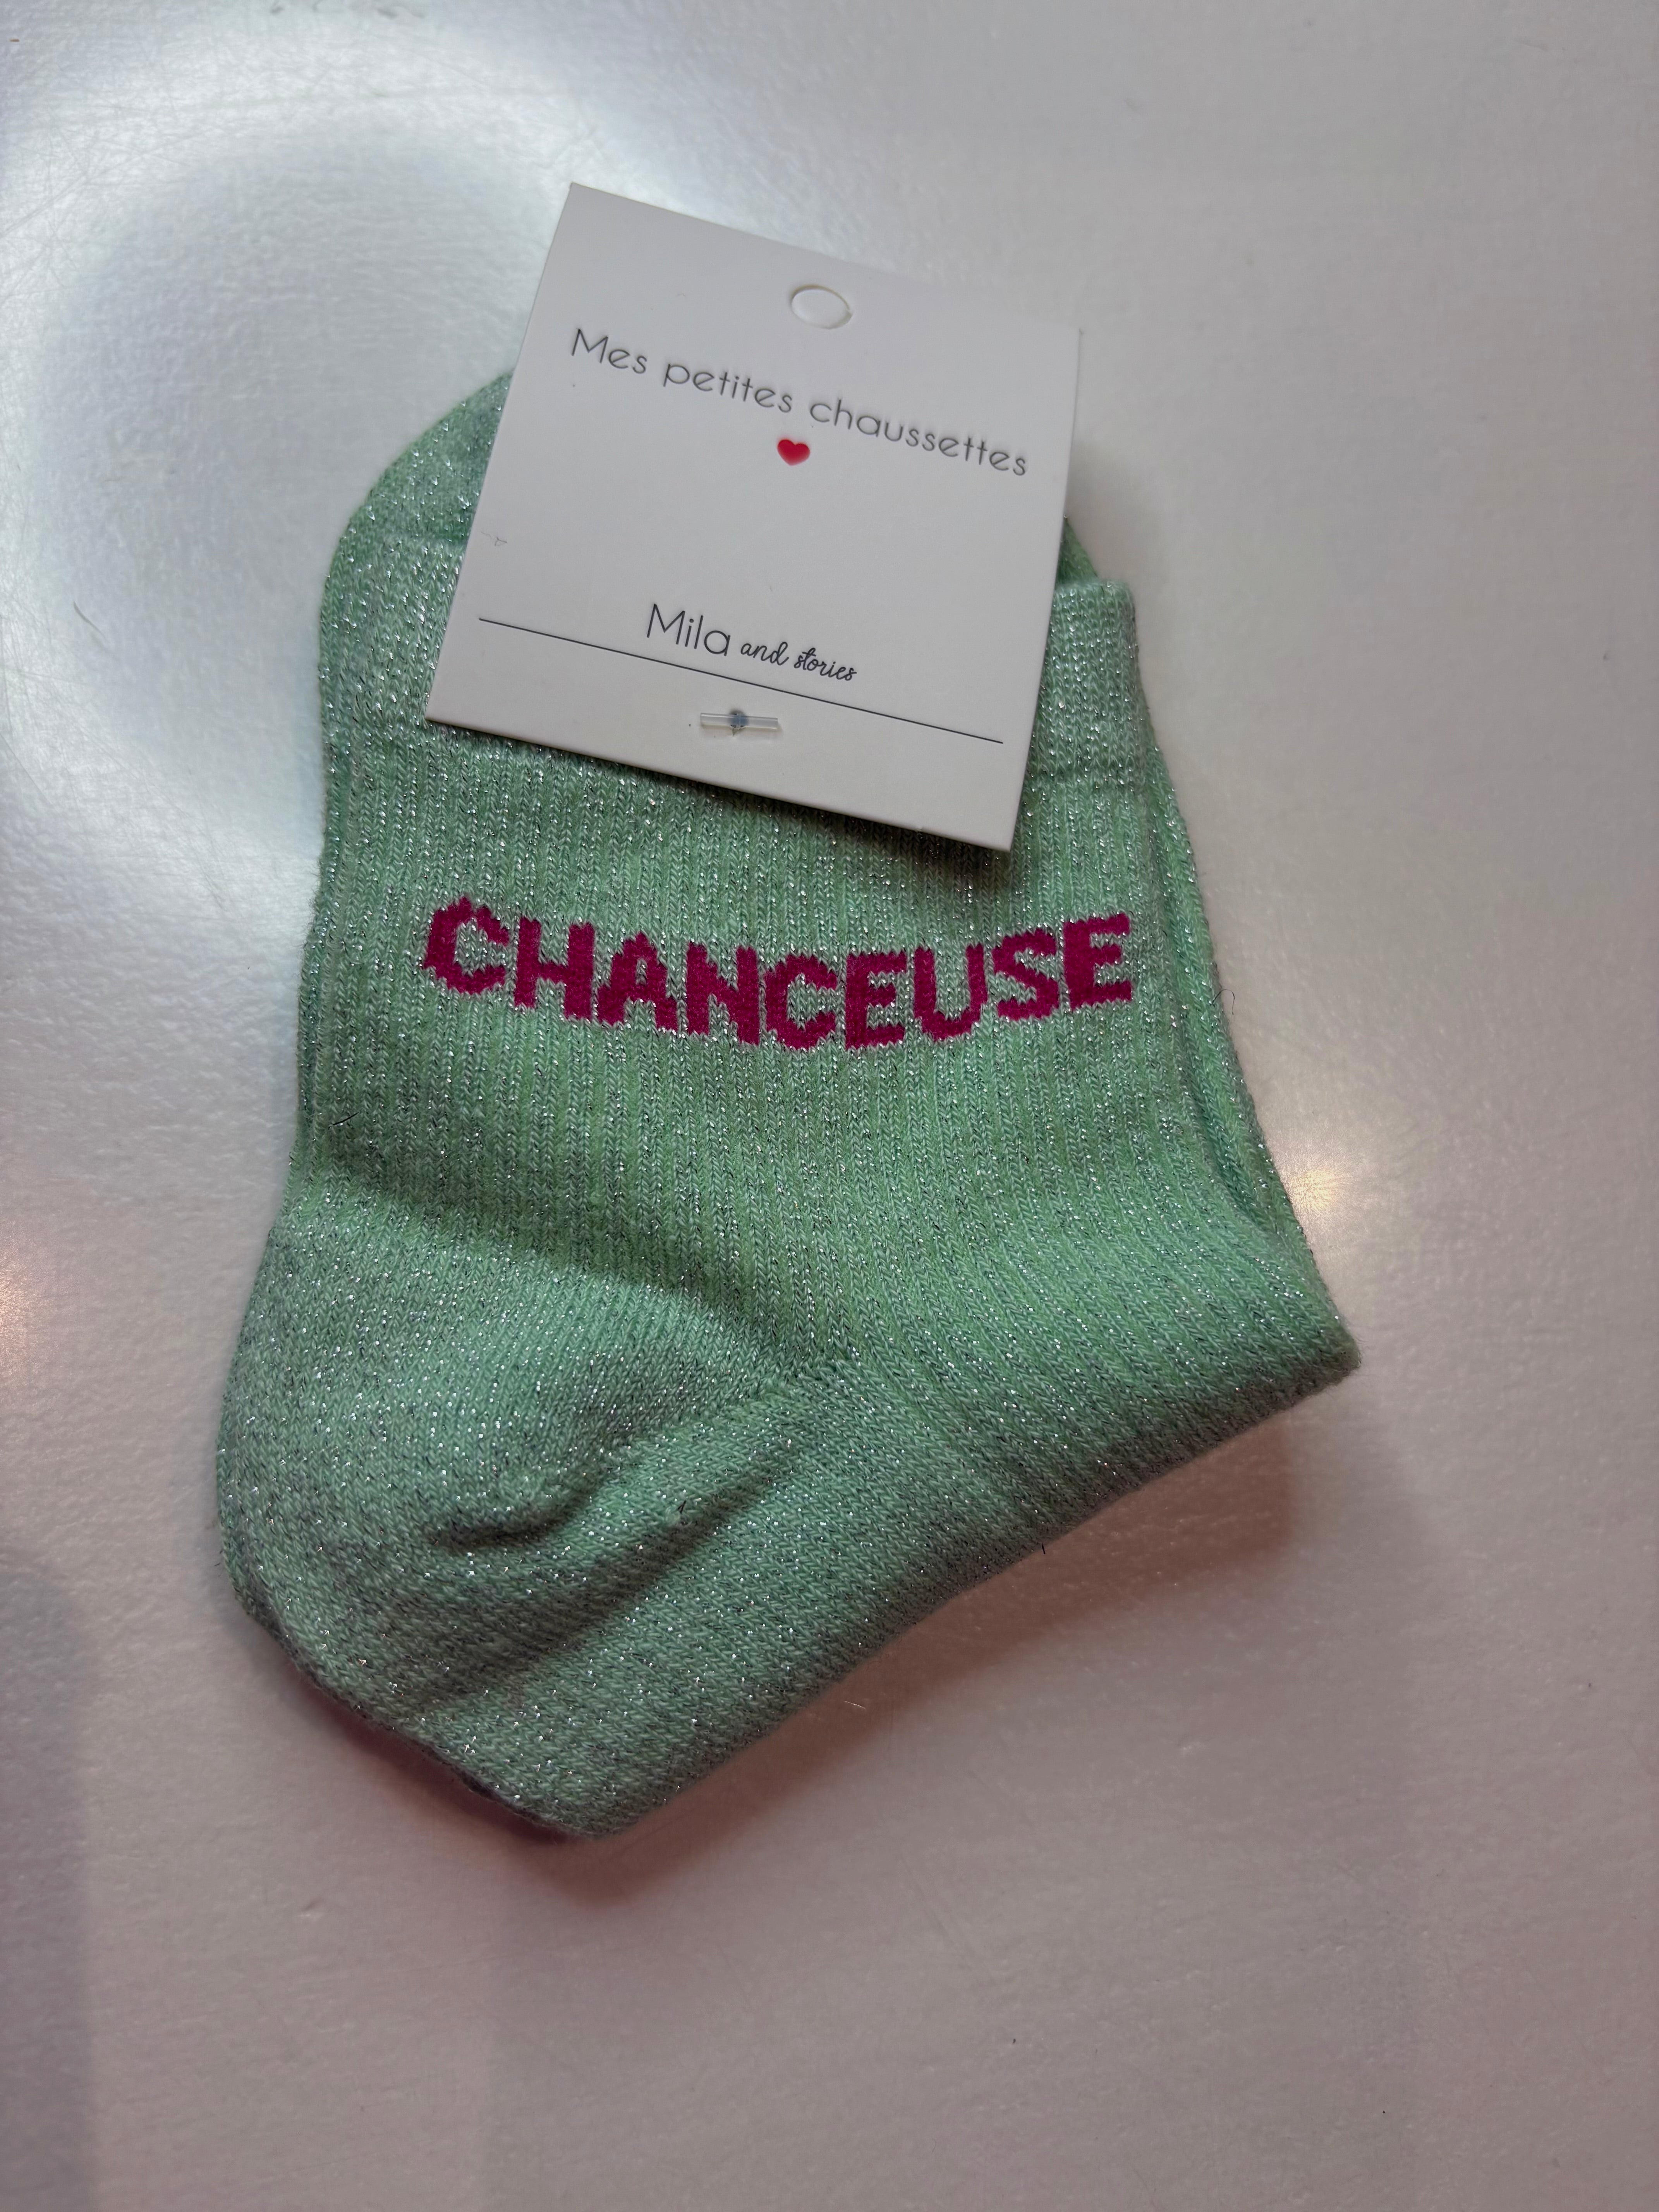 Mes petites chaussettes
Mila and stories
CHANCEUSE